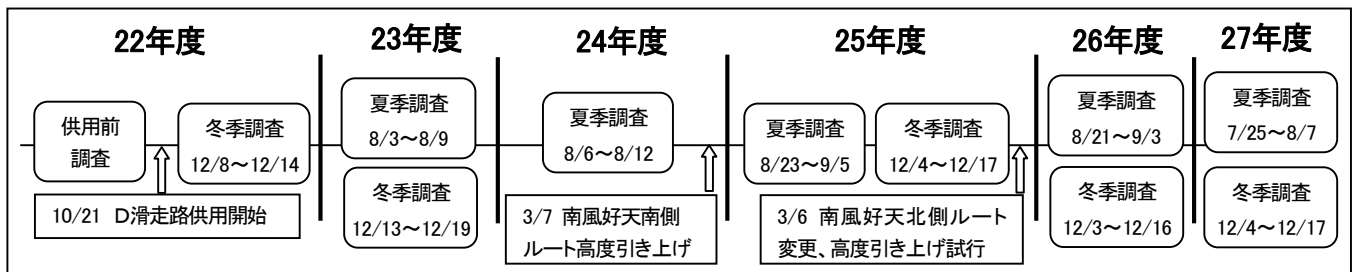 22年度
供用前
調査
冬季調査
12/8～12/14
10/21 D滑走路供用開始
23年度
夏季調査
8/3～8/9
冬季調査
12/13～12/19
24年度
夏季調査
8/6～8/12
3/7 南風好天南側
ルート高度引き上げ
25年度
夏季調査
8/23～9/5
冬季調査
12/4～12/17
3/6 南風好天北側ルート
変更、高度引き上げ試行
26年度
夏季調査
8/21～9/3
冬季調査
12/3～12/16
27年度
夏季調査
7/25～8/7
冬季調査
12/4～12/17